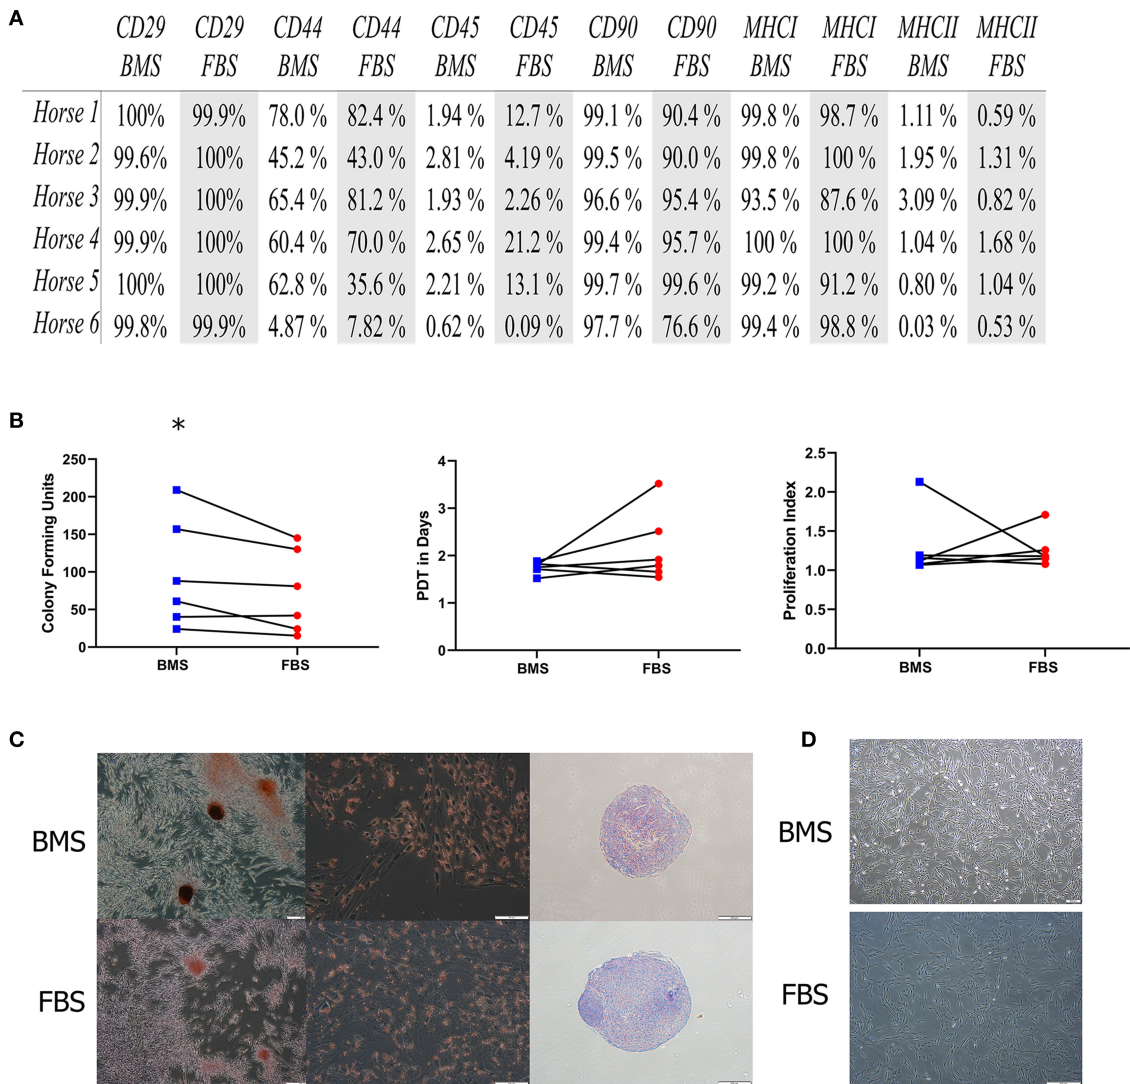 A
CD29 CD29 CD44 CD44 CD45 CD45 CD90 CD90 MHCI MHCI MHCII MHCII
BMS FBS BMS FBS BMS FBS BMS FBS BMS FBS BMS FBS
Horse 1 100% 99.9% 78.0 % 82.4 % 1.94 % 12.7 % 99.1 % 90.4 % 99.8 % 98.7 % 1.11 % 0.59 %
Horse 2 99.6% 100% 45.2 % 43.0 % 2.81 % 4.19 % 99.5 % 90.0 % 99.8 % 100 % 1.95 % 1.31 %
Horse 3 99.9% 100% 65.4 % 81.2 % 1.93 % 2.26 % 96.6 % 95.4 % 93.5 % 87.6 % 3.09 % 0.82 %
Horse 4 99.9% 100% 60.4 % 70.0 % 2.65 % 21.2 % 99.4 % 95.7 % 100 % 100 % 1.04 % 1.68 %
Horse 5 100% 100% 62.8 % 35.6 % 2.21 % 13.1 % 99.7 % 99.6 % 99.2 % 91.2 % 0.80 % 1.04 %
Horse 6 99.8% 99.9% 4.87 % 7.82 % 0.62 % 0.09 % 97.7 % 76.6 % 99.4 % 98.8 % 0.03 % 0.53 %
B
*
Colony Forming Units
250
200
150
100
50
0
BMS FBS
PDT in Days
4
3
2
1
0
BMS FBS
Proliferation Index
2.5
2.0
1.5
1.0
0.5
0.0
BMS FBS
C
BMS
FBS
D
BMS
FBS